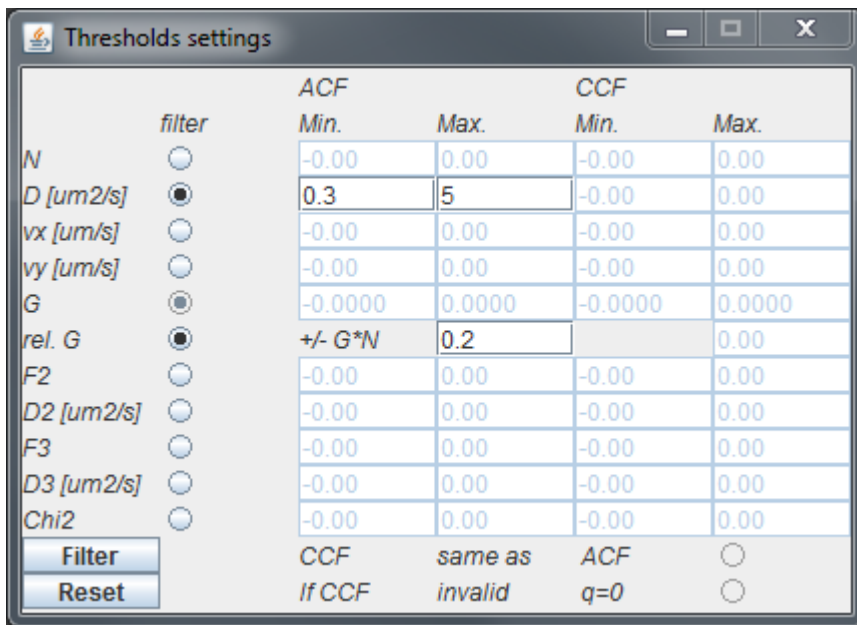 Thresholds settings
ACF CCF
filter Min. Max. Min. Max.
N -0.00 0.00 -0.00 0.00
D [um2/s] 0.3 5 -0.00 0.00
vx [um/s] -0.00 0.00 -0.00 0.00
vy [um/s] -0.00 0.00 -0.00 0.00
G -0.0000 0.0000 -0.0000 0.0000
rel. G +/- G*N 0.2 0.00
F2 -0.00 0.00 -0.00 0.00
D2 [um2/s] -0.00 0.00 -0.00 0.00
F3 -0.00 0.00 -0.00 0.00
D3 [um2/s] -0.00 0.00 -0.00 0.00
Chi2 -0.00 0.00 -0.00 0.00
Filter CCF same as ACF
Reset If CCF invalid q=0